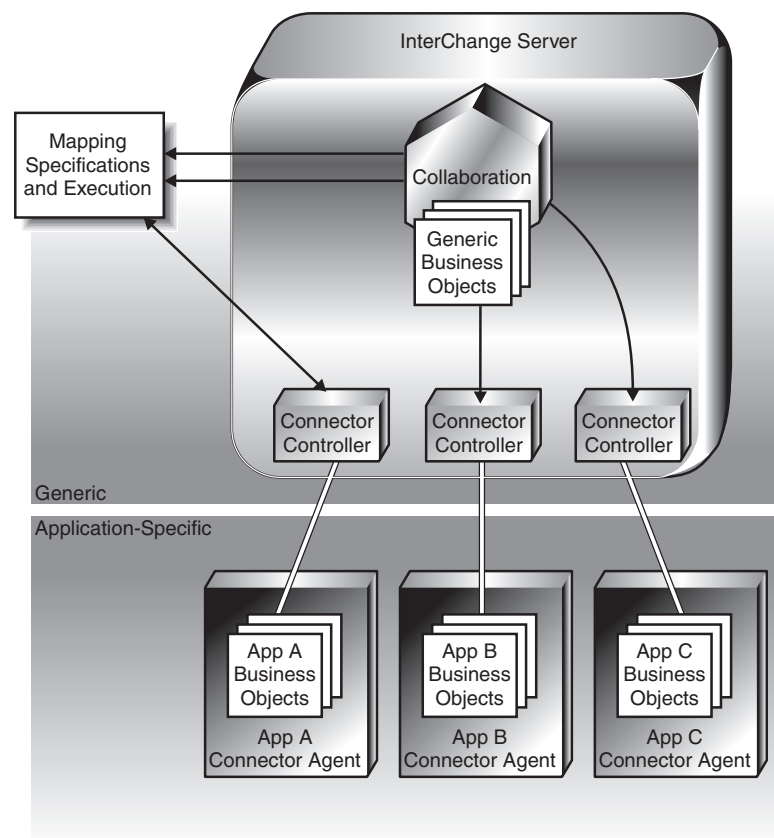 InterChange Server
Mapping
Specifications
and Execution
Collaboration
Generic
Business
Objects
Connector
Controller
Connector
Controller
Connector
Controller
Generic
Application-Specific
App A
Business
Objects
App A
Connector Agent
App B
Business
Objects
App B
Connector Agent
App C
Business
Objects
App C
Connector Agent